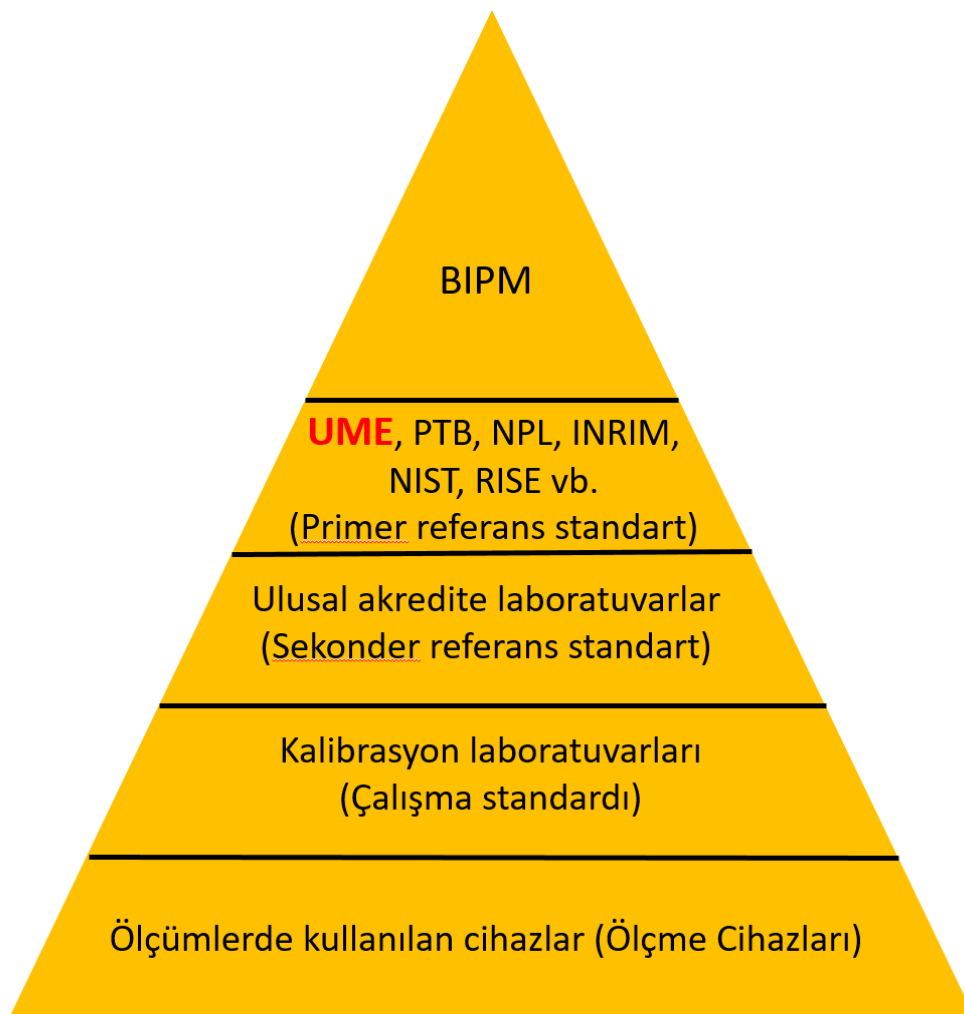 BIPM
UME, PTB, NPL, INRIM,
NIST, RISE vb.
(Primer referans standart)
Ulusal akredite laboratuvarlar
(Sekonder referans standart)
Kalibrasyon laboratuvarları
(Çalışma standardı)
Ölçümlerde kullanılan cihazlar (Ölçme Cihazları)